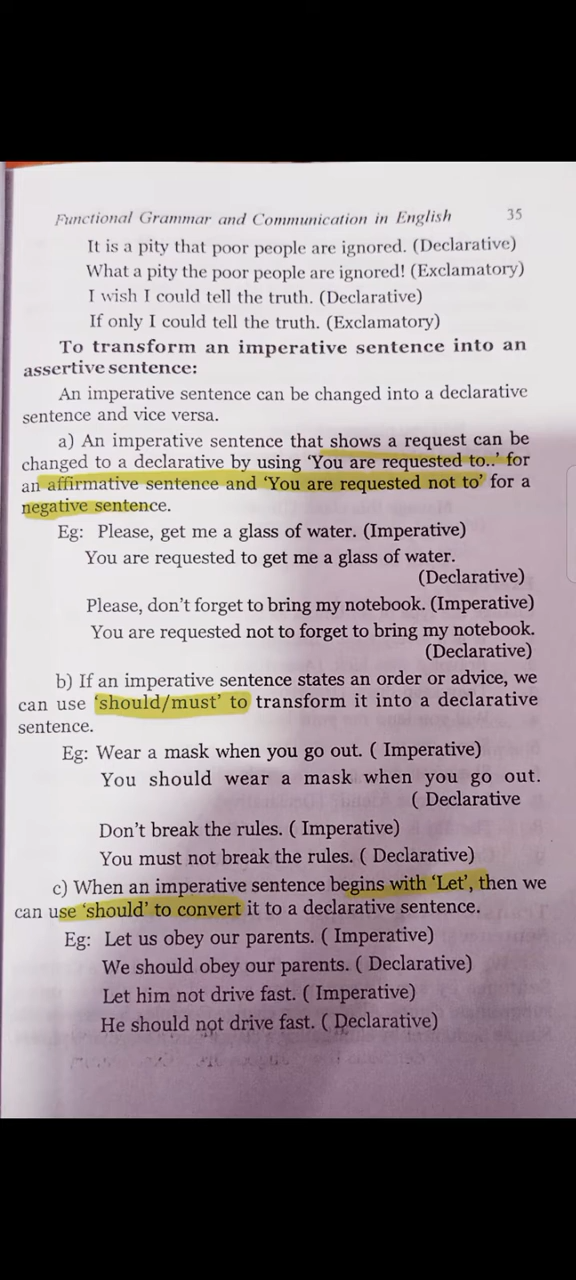 Functional Grammar and Communication in English 35
It is a pity that poor people are ignored. (Declarative)
What a pity the poor people are ignored! (Exclamatory)
I wish I could tell the truth. (Declarative)
If only I could tell the truth. (Exclamatory)
To transform an imperative sentence into an
assertive sentence:
An imperative sentence can be changed into a declarative
sentence and vice versa.
a) An imperative sentence that shows a request can be
changed to a declarative by using ‘You are requested to..’ for
an affirmative sentence and ‘You are requested not to’ for a
negative sentence.
Eg: Please, get me a glass of water. (Imperative)
You are requested to get me a glass of water.
(Declarative)
Please, don’t forget to bring my notebook. (Imperative)
You are requested not to forget to bring my notebook.
(Declarative)
b) If an imperative sentence states an order or advice, we
can use ‘should/must’ to transform it into a declarative
sentence.
Eg: Wear a mask when you go out. ( Imperative)
You should wear a mask when you go out.
( Declarative
Don’t break the rules. ( Imperative)
You must not break the rules. ( Declarative)
c) When an imperative sentence begins with ‘Let’, then we
can use ‘should’ to convert it to a declarative sentence.
Eg: Let us obey our parents. ( Imperative)
We should obey our parents. ( Declarative)
Let him not drive fast. ( Imperative)
He should not drive fast. ( Declarative)